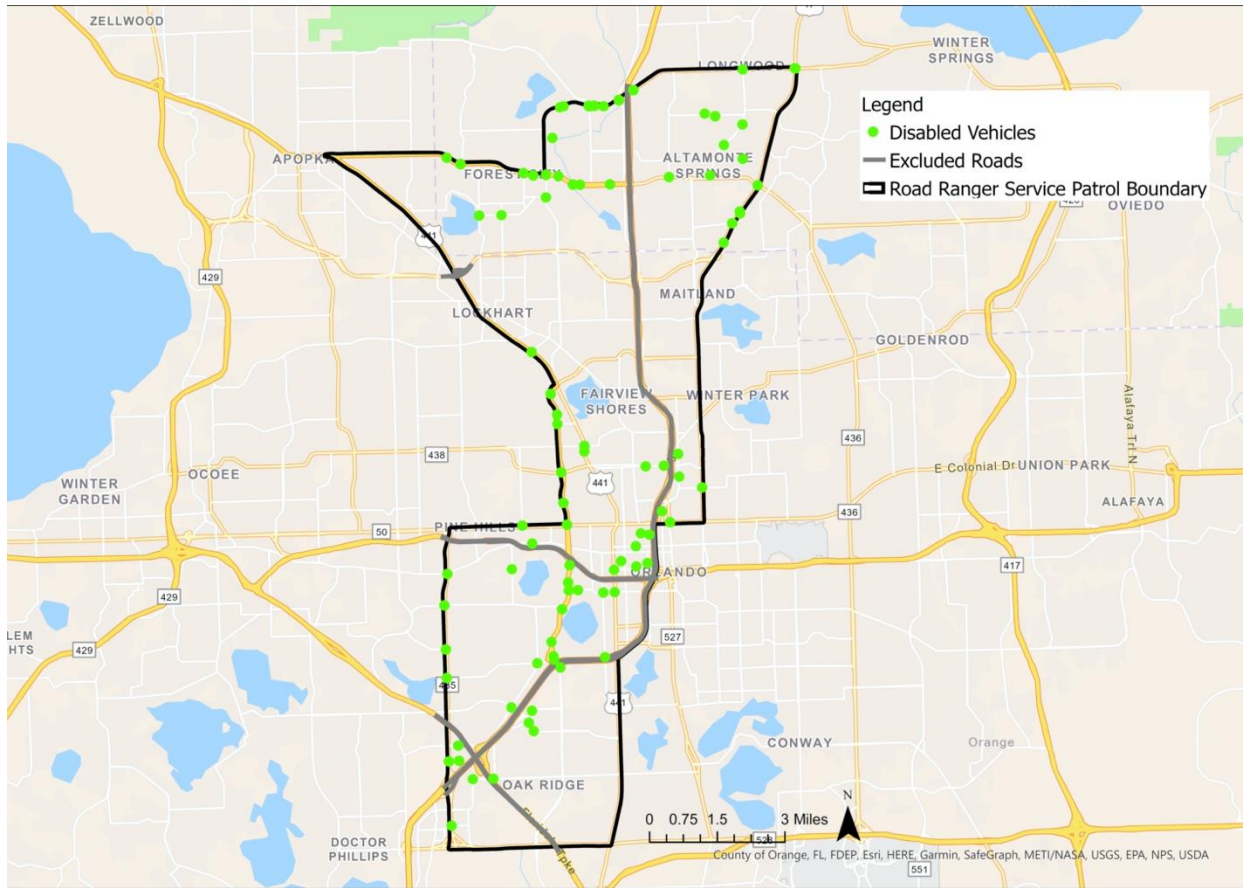 ZELLWOOD
WINTER
SPRINGS
LONGWOOD
Legend
Disabled Vehicles
Excluded Roads
Road Ranger Service Patrol Boundary
APOPKA
ALTAMONTE
SPRINGS
OVIEDO
441
429
MAITLAND
LOCKHART
GOLDENROD
FAIRVIEW
SHORES
WINTER PARK
Alafaya Trl N
436
438
OCOEE
E Colonial Dr
UNION PARK
WINTER
GARDEN
441
ALAFAYA
436
50
PINE HILLS
ORLANDO
417
429
527
LEM
HTS
441
CONWAY
Orange
OAK RIDGE
N
0 0.75 1.5 3 Miles
DOCTOR
PHILLIPS
528
County of Orange, FL, FDEP, Esri, HERE, Garmin, SafeGraph, METI/NASA, USGS, EPA, NPS, USDA
551